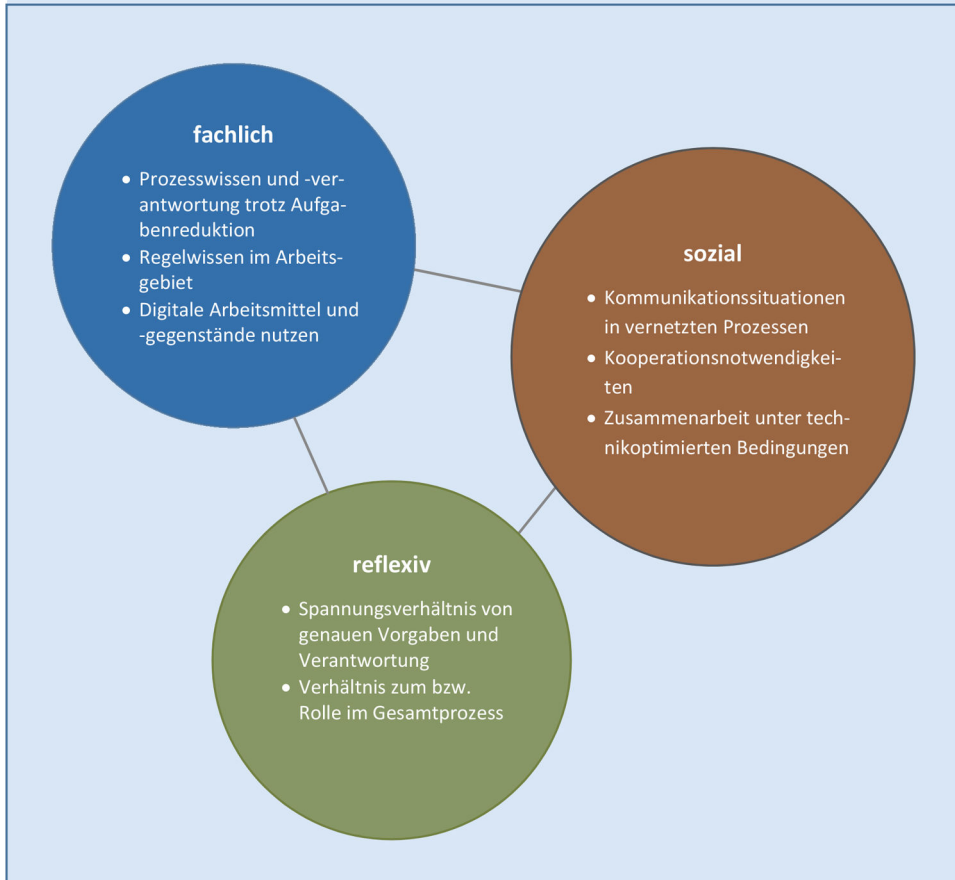 fachlich
• Prozesswissen und -ver-
antwortung trotz Aufga-
benreduktion
• Regelwissen im Arbeits-
gebiet
• Digitale Arbeitsmittel und
-gegenstände nutzen
sozial
• Kommunikationssituationen
in vernetzten Prozessen
• Kooperationsnotwendigkei-
ten
• Zusammenarbeit unter tech-
nikoptimierten Bedingungen
reflexiv
• Spannungsverhältnis von
genauen Vorgaben und
Verantwortung
• Verhältnis zum bzw.
Rolle im Gesamtprozess